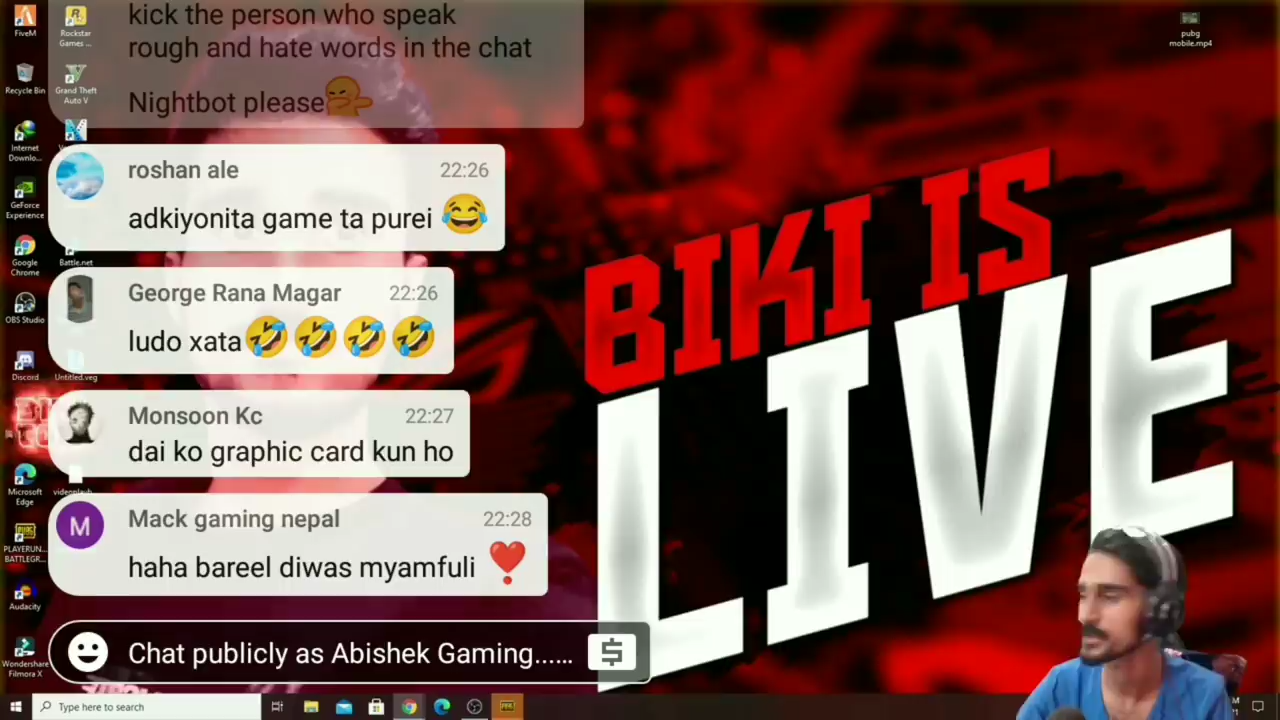 kick the person who speak
rough and hate words in the chat
Nightbot please
roshan ale 22:26
adkiyonita game ta purei 😂
George Rana Magar 22:26
ludo xata🤣🤣🤣🤣
Monsoon Kc 22:27
dai ko graphic card kun ho
M
Mack gaming nepal 22:28
haha bareel diwas myamfuli ❣️
Chat publicly as Abishek Gaming......
$
BIKI IS
LIVE
FiveM
Rockstar
Games ...
Recycle Bin
Grand Theft
Auto V
Internet
Downlo...
GeForce
Experience
Google
Chrome
Battle.net
OBS Studio
Discord
Untitled.veg
Microsoft
Edge
PLAYERUN...
BATTLEGR...
Audacity
Wondershare
Filmora X
pubg
mobile.mp4
Type here to search